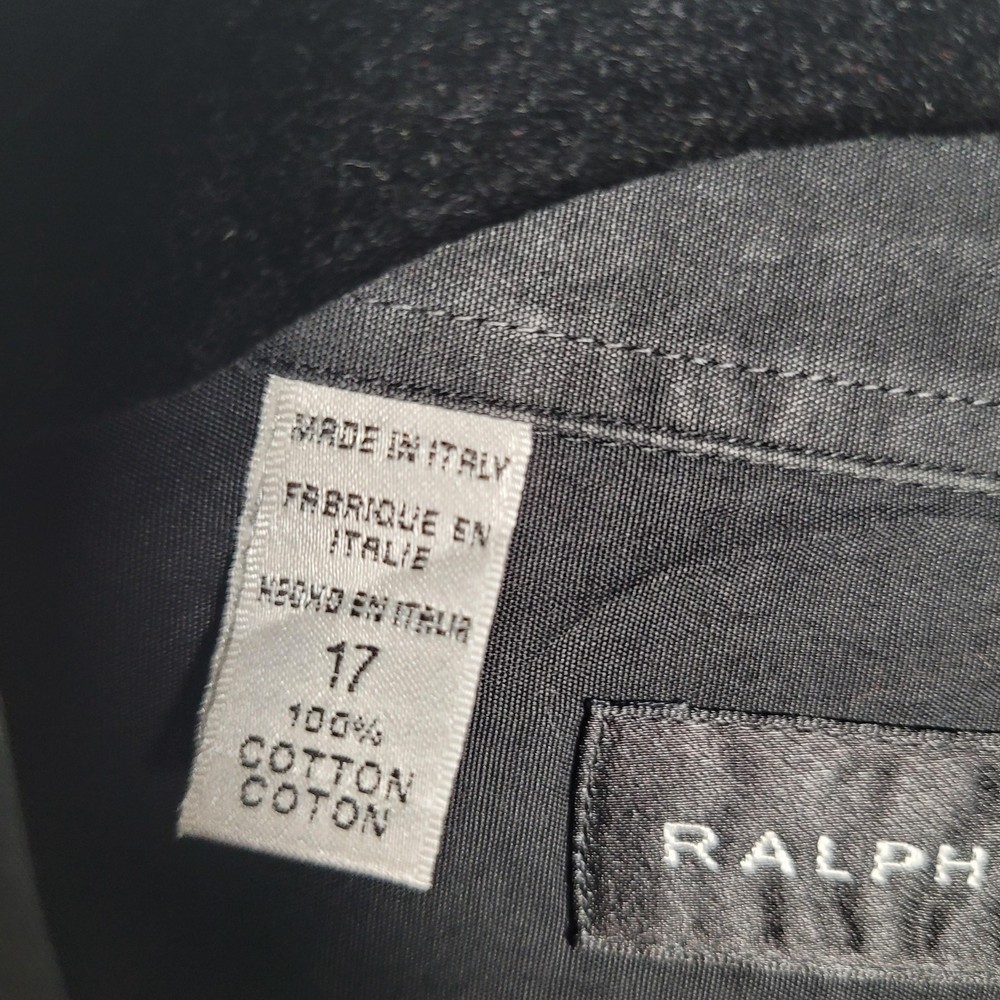 MADE IN ITALY
FABRIQUE EN
ITALIE
HECHO EN ITALIA
17
100%
COTTON
COTON
RALPH